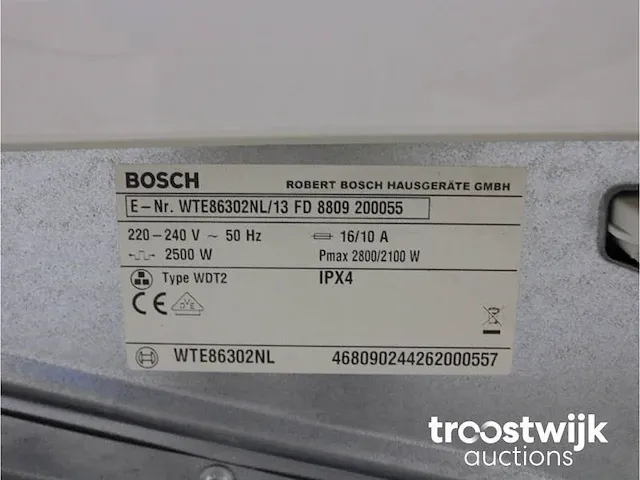 BOSCH ROBERT BOSCH HAUSGERÄTE GMBH
E-Nr. WTE86302NL/13 FD 8809 200055
220-240 V ~ 50 Hz 16/10 A
2500 W Pmax 2800/2100 W
Type WDT2 IPX4
CE DVE
WTE86302NL 468090244262000557
troostwijk
auctions